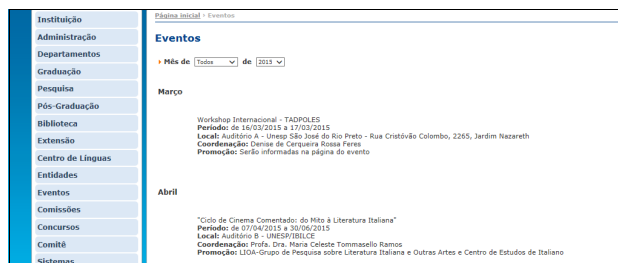 Instituição
Administração
Departamentos
Graduação
Pesquisa
Pós-Graduação
Biblioteca
Extensão
Centro de Línguas
Entidades
Eventos
Comissões
Concursos
Comitê
Sistemas
Página inicial > Eventos
Eventos
Mês de Todos de 2015
Março
Workshop Internacional - TADPOLES
Período: de 16/03/2015 a 17/03/2015
Local: Auditório A - Unesp São José do Rio Preto - Rua Cristóvão Colombo, 2265, Jardim Nazareth
Coordenação: Denise de Cerqueira Rossa Feres
Promoção: Serão informadas na página do evento
Abril
"Ciclo de Cinema Comentado: do Mito à Literatura Italiana"
Período: de 07/04/2015 a 30/06/2015
Local: Auditório B - UNESP/IBILCE
Coordenação: Profa. Dra. Maria Celeste Tommasello Ramos
Promoção: LIOA-Grupo de Pesquisa sobre Literatura Italiana e Outras Artes e Centro de Estudos de Italiano